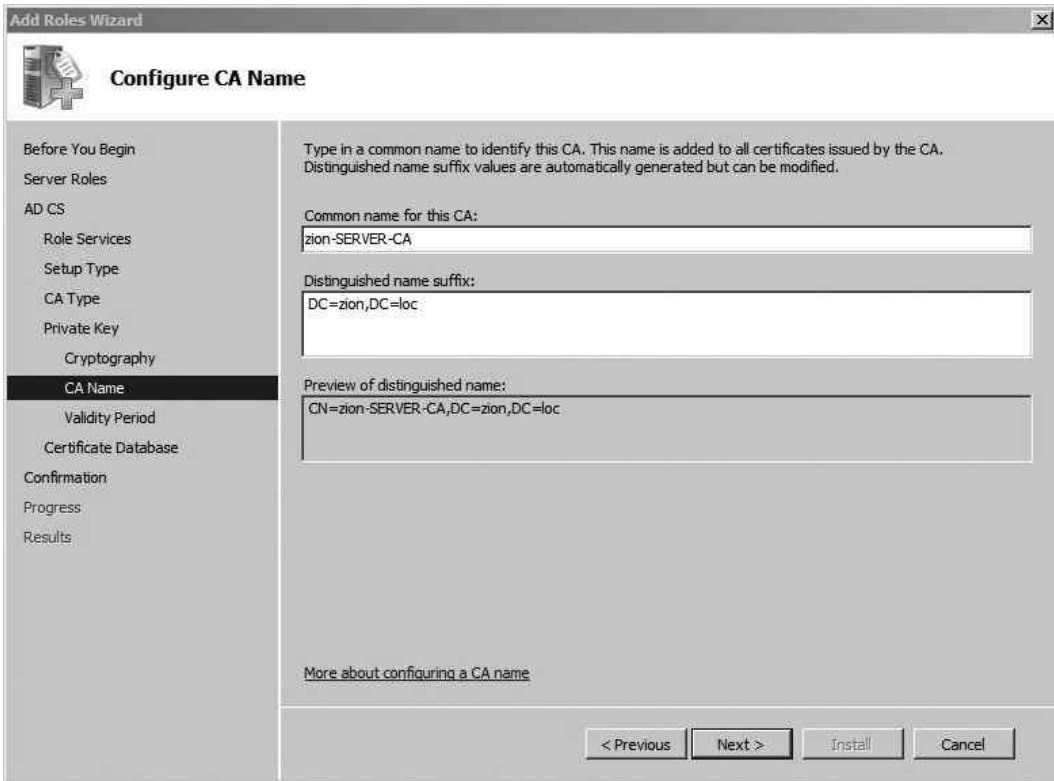 Add Roles Wizard
Configure CA Name
Before You Begin
Server Roles
AD CS
Role Services
Setup Type
CA Type
Private Key
Cryptography
CA Name
Validity Period
Certificate Database
Confirmation
Progress
Results
Type in a common name to identify this CA. This name is added to all certificates issued by the CA.
Distinguished name suffix values are automatically generated but can be modified.
Common name for this CA:
zion-SERVER-CA
Distinguished name suffix:
DC=zion,DC=loc
Preview of distinguished name:
CN=zion-SERVER-CA,DC=zion,DC=loc
More about configuring a CA name
< Previous
Next >
Install
Cancel